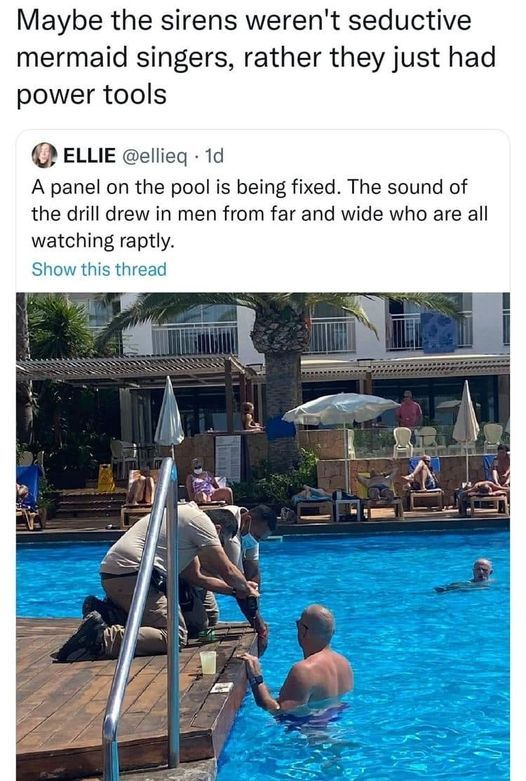 Maybe the sirens weren't seductive
mermaid singers, rather they just had
power tools
ELLIE @ellieq · 1d
A panel on the pool is being fixed. The sound of
the drill drew in men from far and wide who are all
watching raptly.
Show this thread